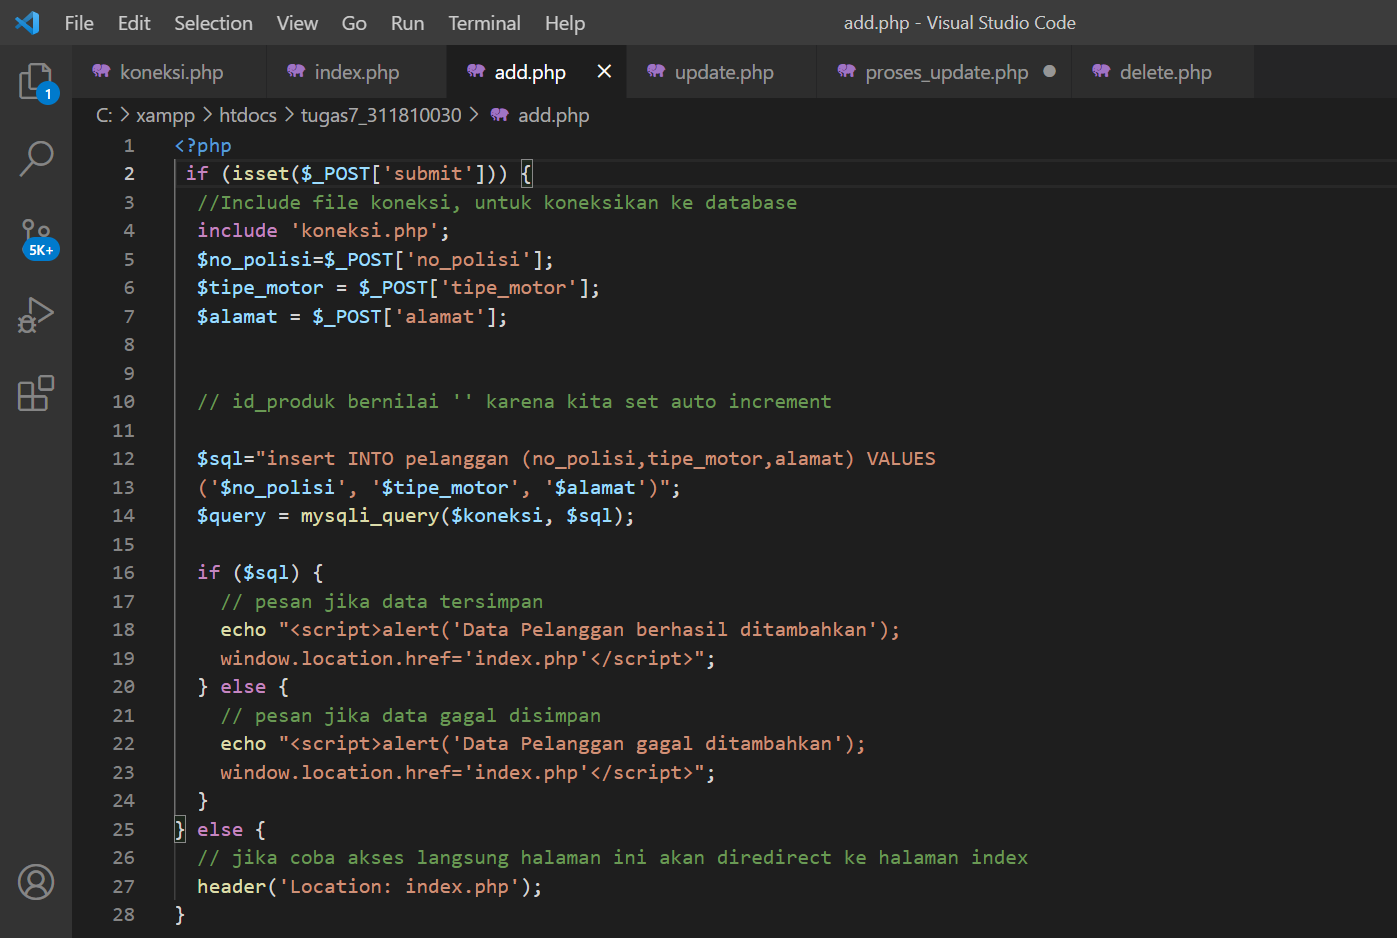 File Edit Selection View Go Run Terminal Help add.php - Visual Studio Code
koneksi.php index.php add.php update.php proses_update.php delete.php
C: > xampp > htdocs > tugas7_311810030 > add.php
1 <?php
2 if (isset($_POST['submit'])) {
3 //Include file koneksi, untuk koneksikan ke database
4 include 'koneksi.php';
5 $no_polisi=$_POST['no_polisi'];
6 $tipe_motor = $_POST['tipe_motor'];
7 $alamat = $_POST['alamat'];
8
9
10 // id_produk bernilai '' karena kita set auto increment
11
12 $sql="insert INTO pelanggan (no_polisi,tipe_motor,alamat) VALUES
13 ('$no_polisi', '$tipe_motor', '$alamat')";
14 $query = mysqli_query($koneksi, $sql);
15
16 if ($sql) {
17 // pesan jika data tersimpan
18 echo "<script>alert('Data Pelanggan berhasil ditambahkan');
19 window.location.href='index.php'</script>";
20 } else {
21 // pesan jika data gagal disimpan
22 echo "<script>alert('Data Pelanggan gagal ditambahkan');
23 window.location.href='index.php'</script>";
24 }
25 } else {
26 // jika coba akses langsung halaman ini akan diredirect ke halaman index
27 header('Location: index.php');
28 }
1
5K+